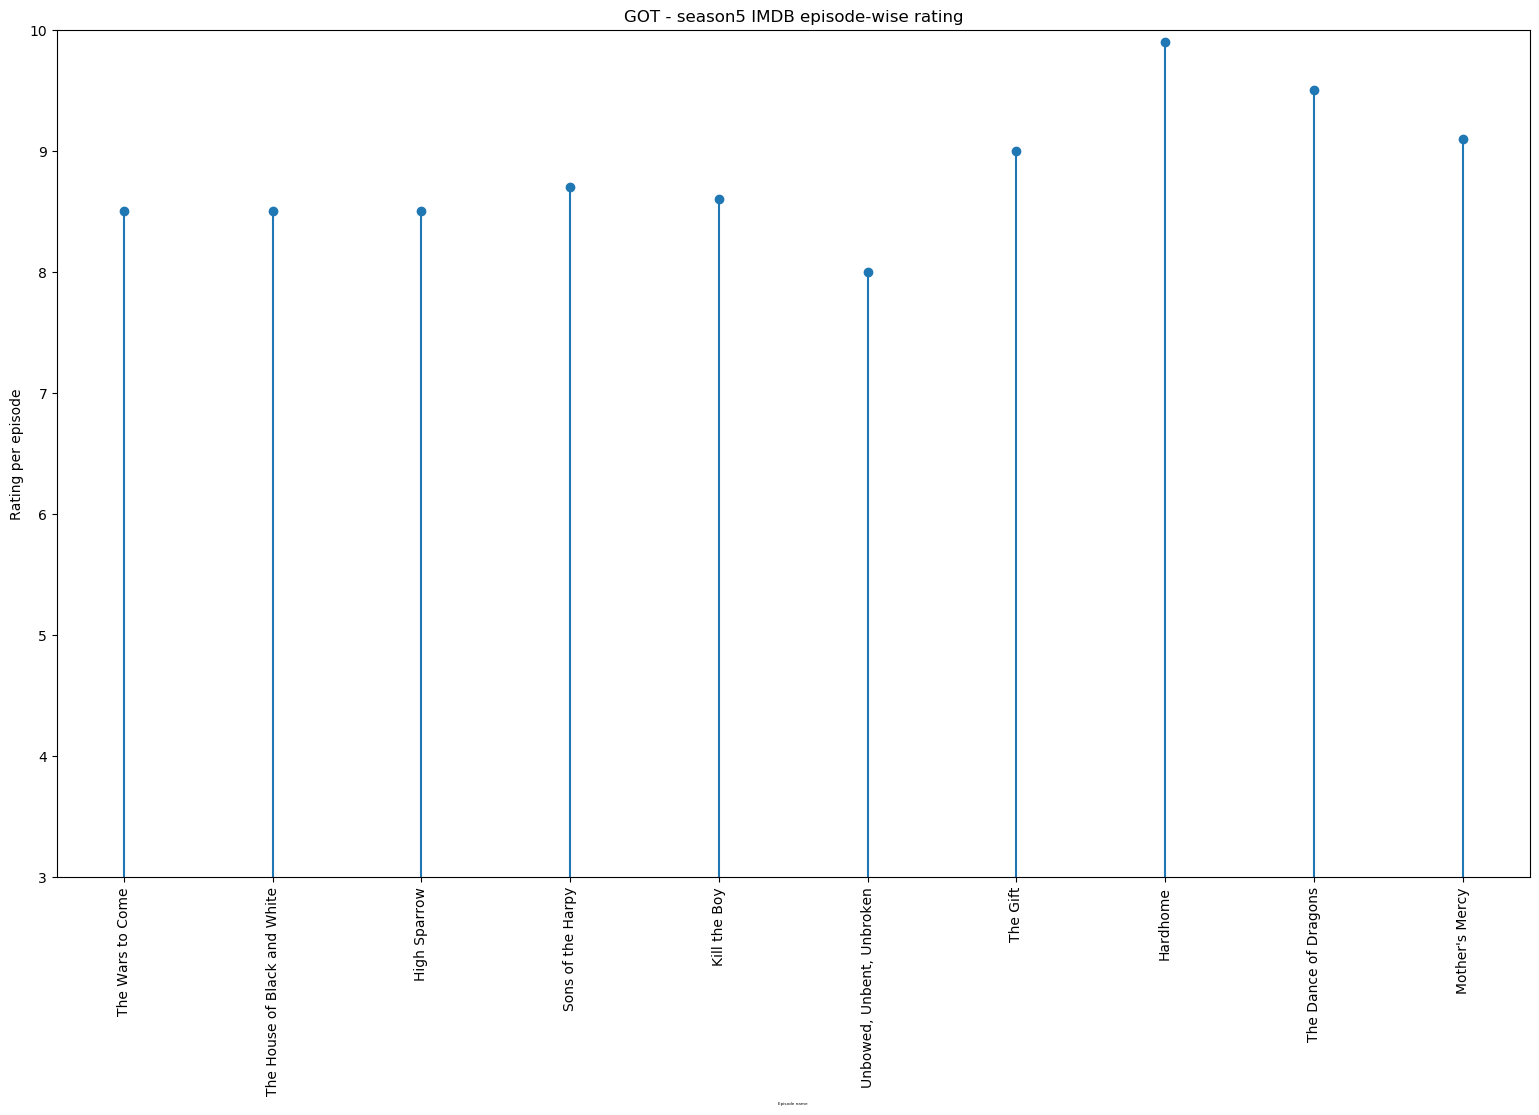 GOT - season5 IMDB episode-wise rating
10
9
8
7
6
5
4
3
Rating per episode
The Wars to Come
The House of Black and White
High Sparrow
Sons of the Harpy
Kill the Boy
Unbowed, Unbent, Unbroken
The Gift
Hardhome
The Dance of Dragons
Mother's Mercy
Episode name